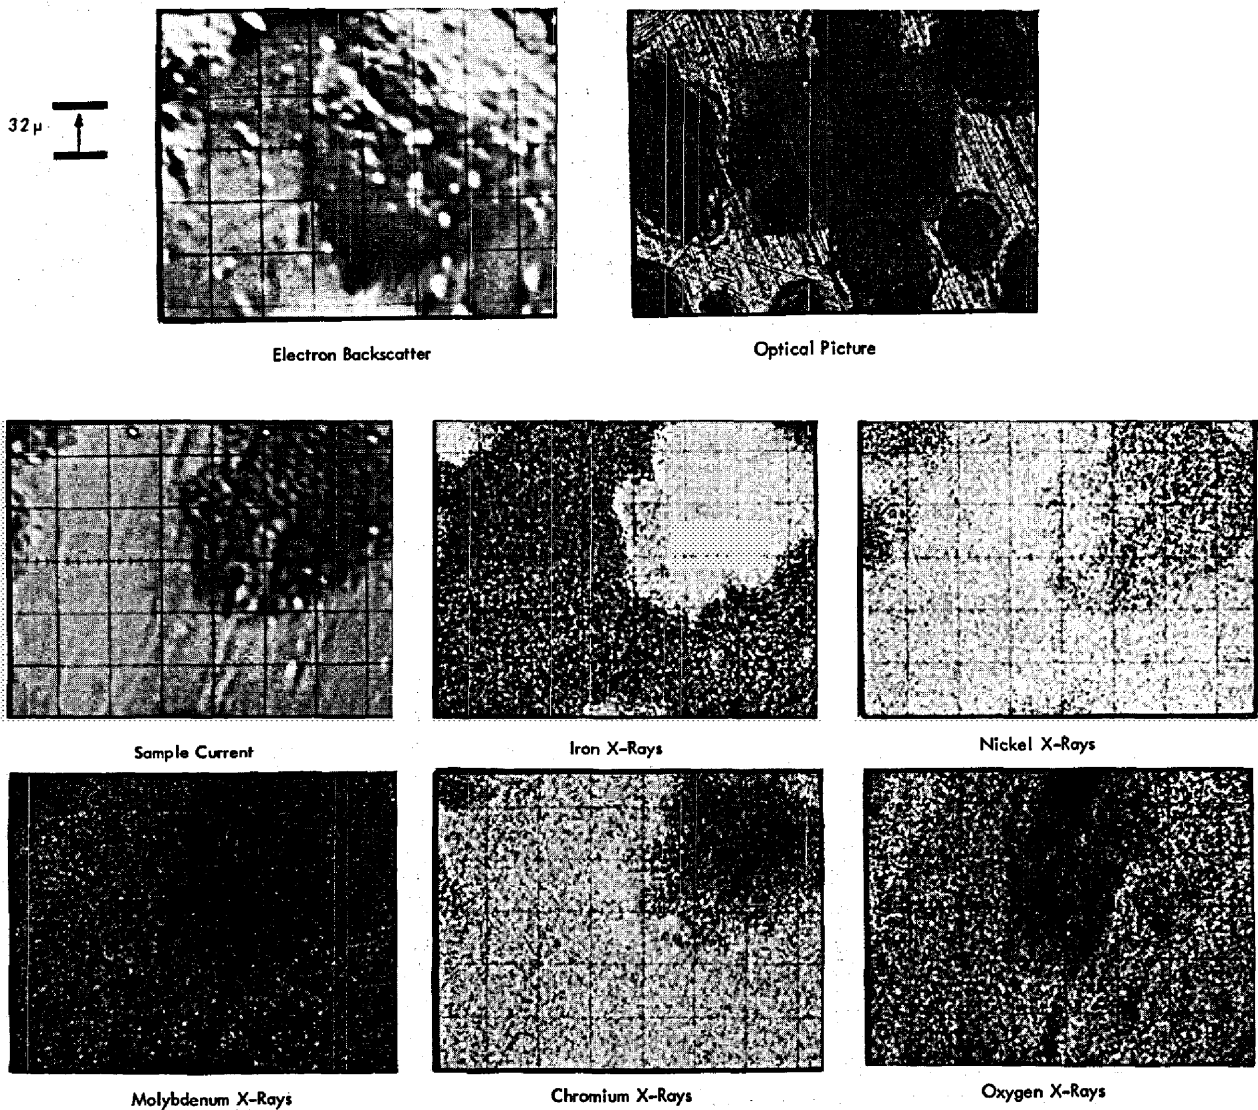 32 μ
Electron Backscatter
Optical Picture
Sample Current
Iron X-Rays
Nickel X-Rays
Molybdenum X-Rays
Chromium X-Rays
Oxygen X-Rays